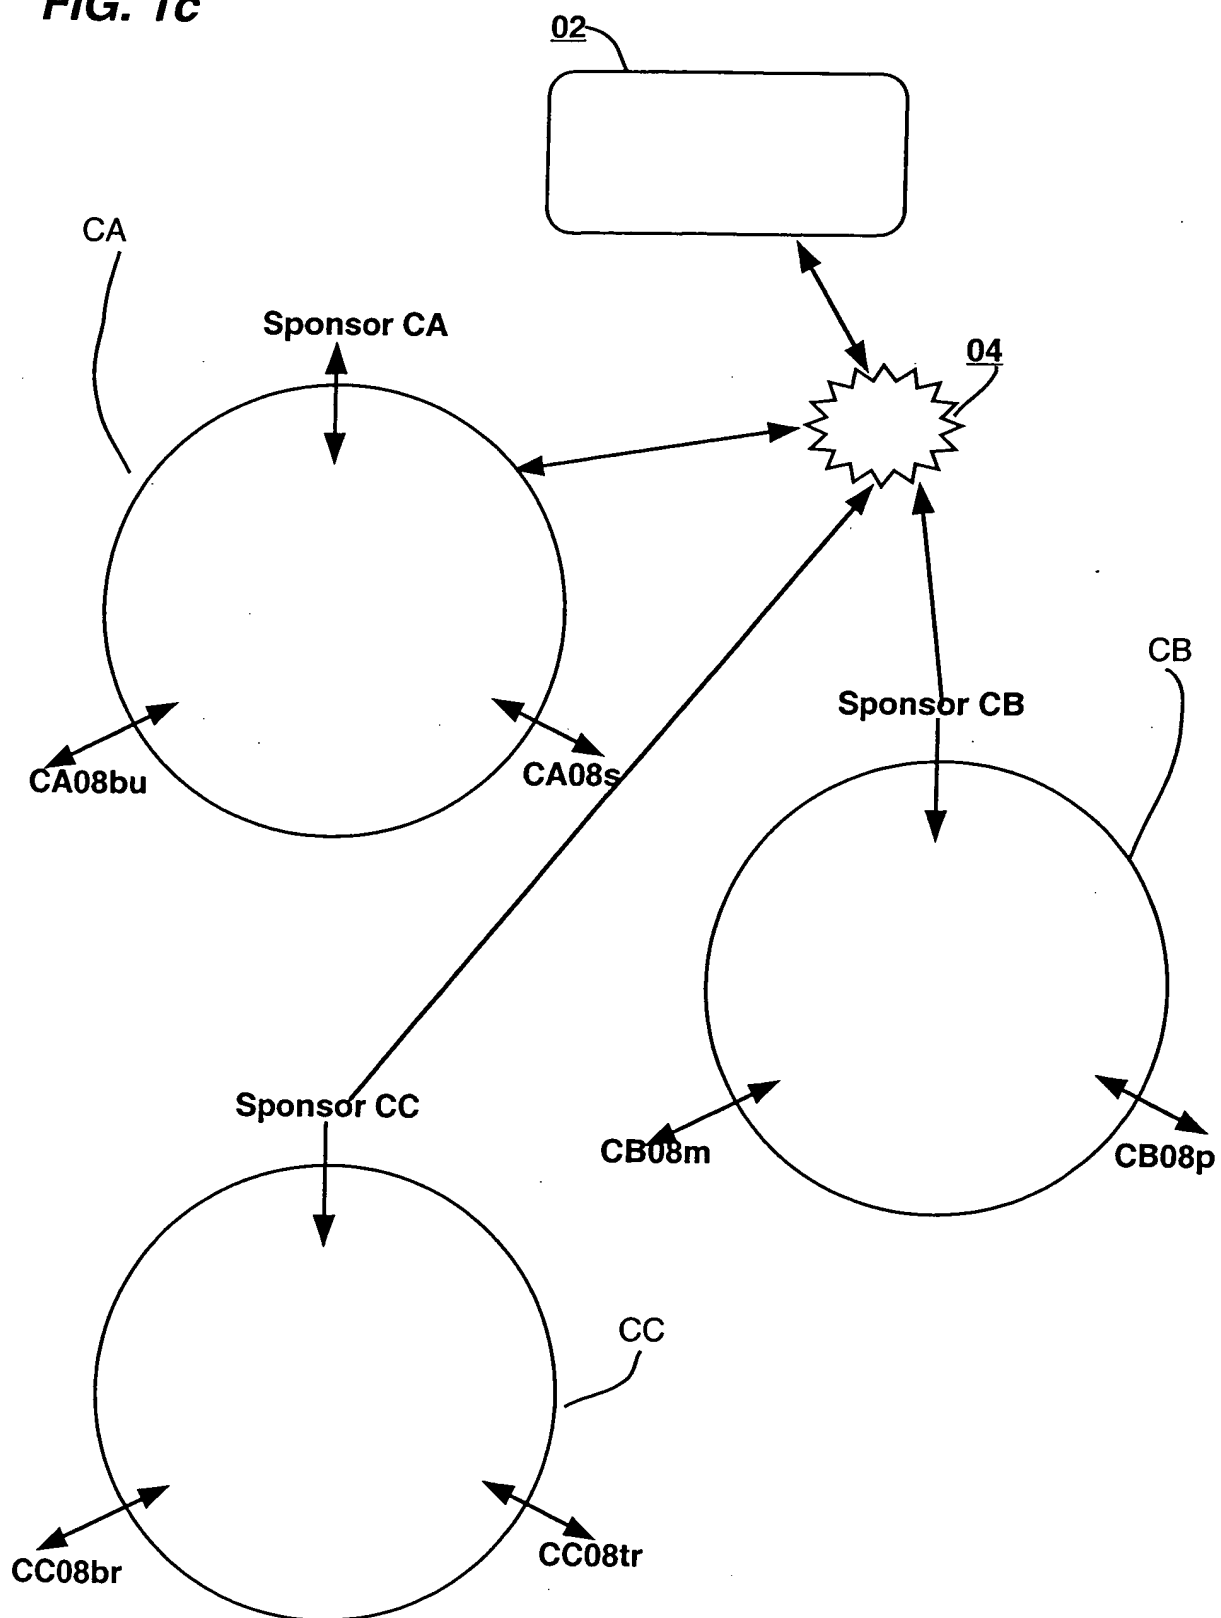 FIG. 1c
02
CA
Sponsor CA
04
CB
Sponsor CB
CA08bu
CA08s
Sponsor CC
CB08m
CB08p
CC
CC08br
CC08tr